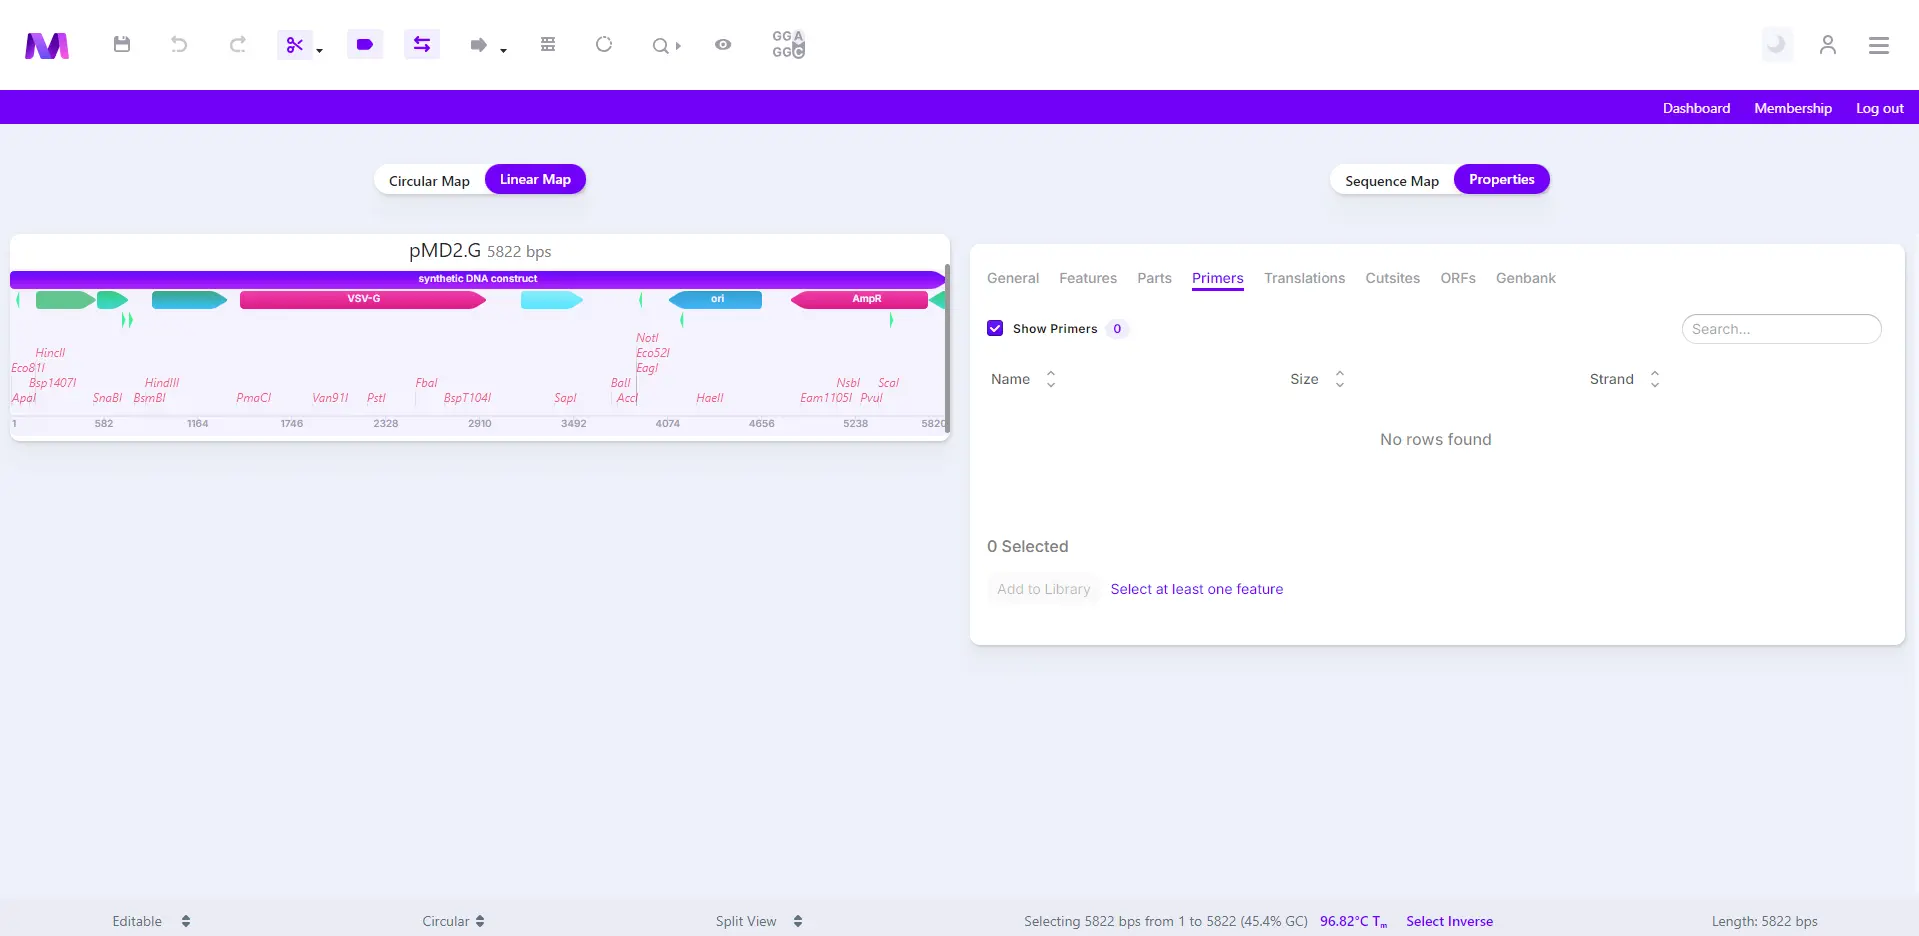 GGA
GGC
Dashboard Membership Log out
Circular Map Linear Map
Sequence Map Properties
pMD2.G 5822 bps
synthetic DNA construct
VSV-G ori AmpR
NotI
HincII Eco52I
Eco81I EagI
Bsp1407I HindIII FbaI BalI NsbI ScaI
ApaI SnaBI BsmBI PmaCI Van91I PstI BspT104I SapI AccI HaeII Eam1105I PvuI
1 582 1164 1746 2328 2910 3492 4074 4656 5238 5820
General Features Parts Primers Translations Cutsites ORFs Genbank
Show Primers 0 Search...
Name Size Strand
No rows found
0 Selected
Add to Library Select at least one feature
Editable Circular Split View Selecting 5822 bps from 1 to 5822 (45.4% GC) 96.82°C Tm Select Inverse Length: 5822 bps